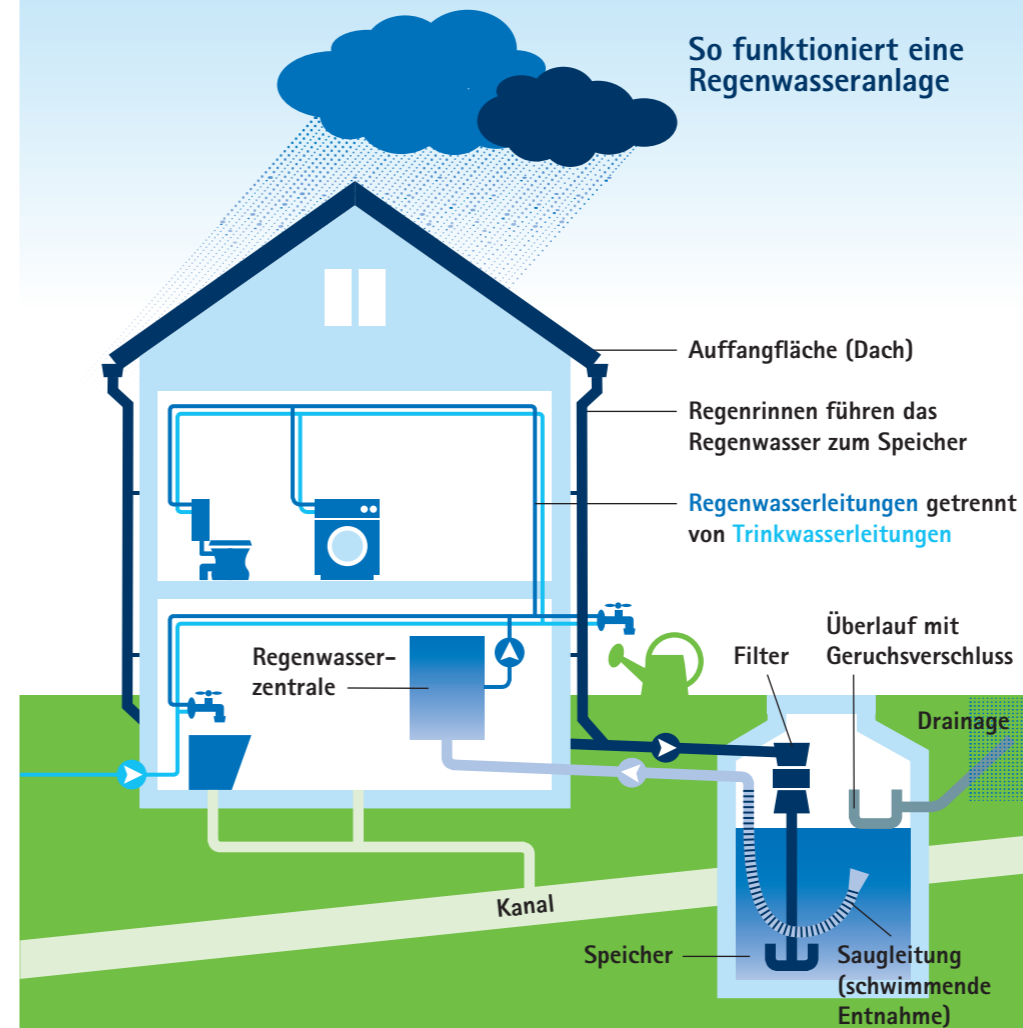 So funktioniert eine
Regenwasseranlage
Auffangfläche (Dach)
Regenrinnen führen das
Regenwasser zum Speicher
Regenwasserleitungen getrennt
von Trinkwasserleitungen
Regenwasser-
zentrale
Filter
Überlauf mit
Geruchsverschluss
Drainage
Kanal
Speicher
Saugleitung
(schwimmende
Entnahme)